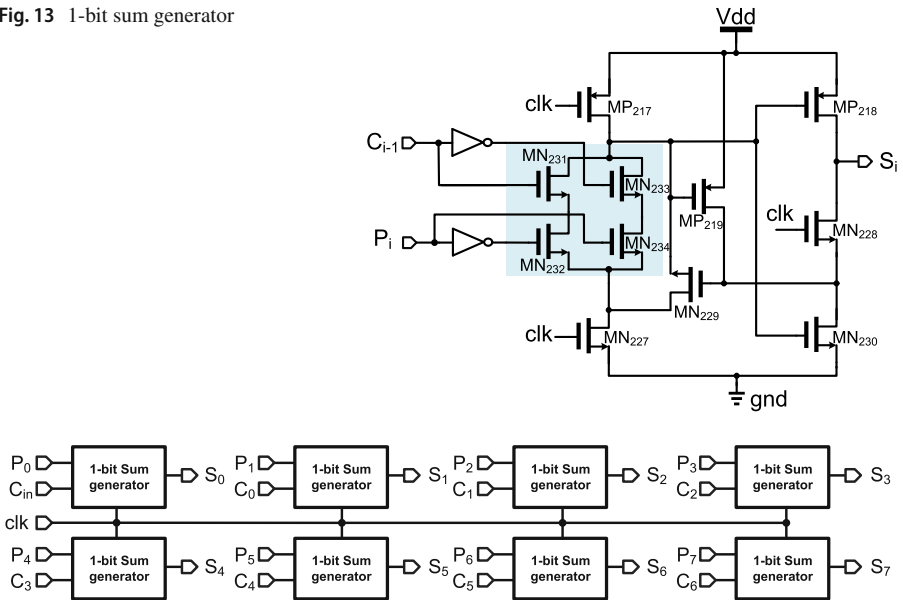 Fig. 13 1-bit sum generator
Vdd
clk
MP217
MP218
Ci-1
MN231
MN233
Si
MP219
clk
MN228
Pi
MN234
MN232
MN229
clk
MN227
MN230
gnd
P0
Cin
1-bit Sum
generator
S0
P1
C0
1-bit Sum
generator
S1
P2
C1
1-bit Sum
generator
S2
P3
C2
1-bit Sum
generator
S3
clk
P4
C3
1-bit Sum
generator
S4
P5
C4
1-bit Sum
generator
S5
P6
C5
1-bit Sum
generator
S6
P7
C6
1-bit Sum
generator
S7